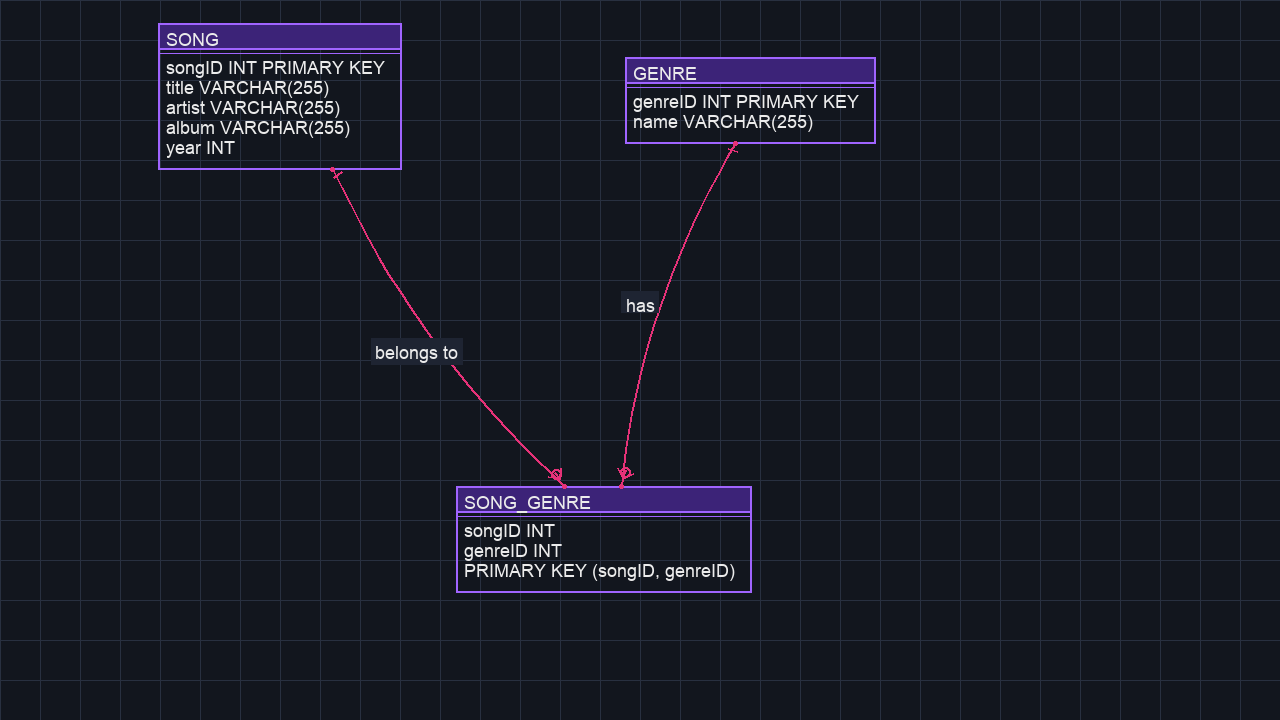 SONG
songID INT PRIMARY KEY
title VARCHAR(255)
artist VARCHAR(255)
album VARCHAR(255)
year INT
GENRE
genreID INT PRIMARY KEY
name VARCHAR(255)
has
belongs to
SONG_GENRE
songID INT
genreID INT
PRIMARY KEY (songID, genreID)